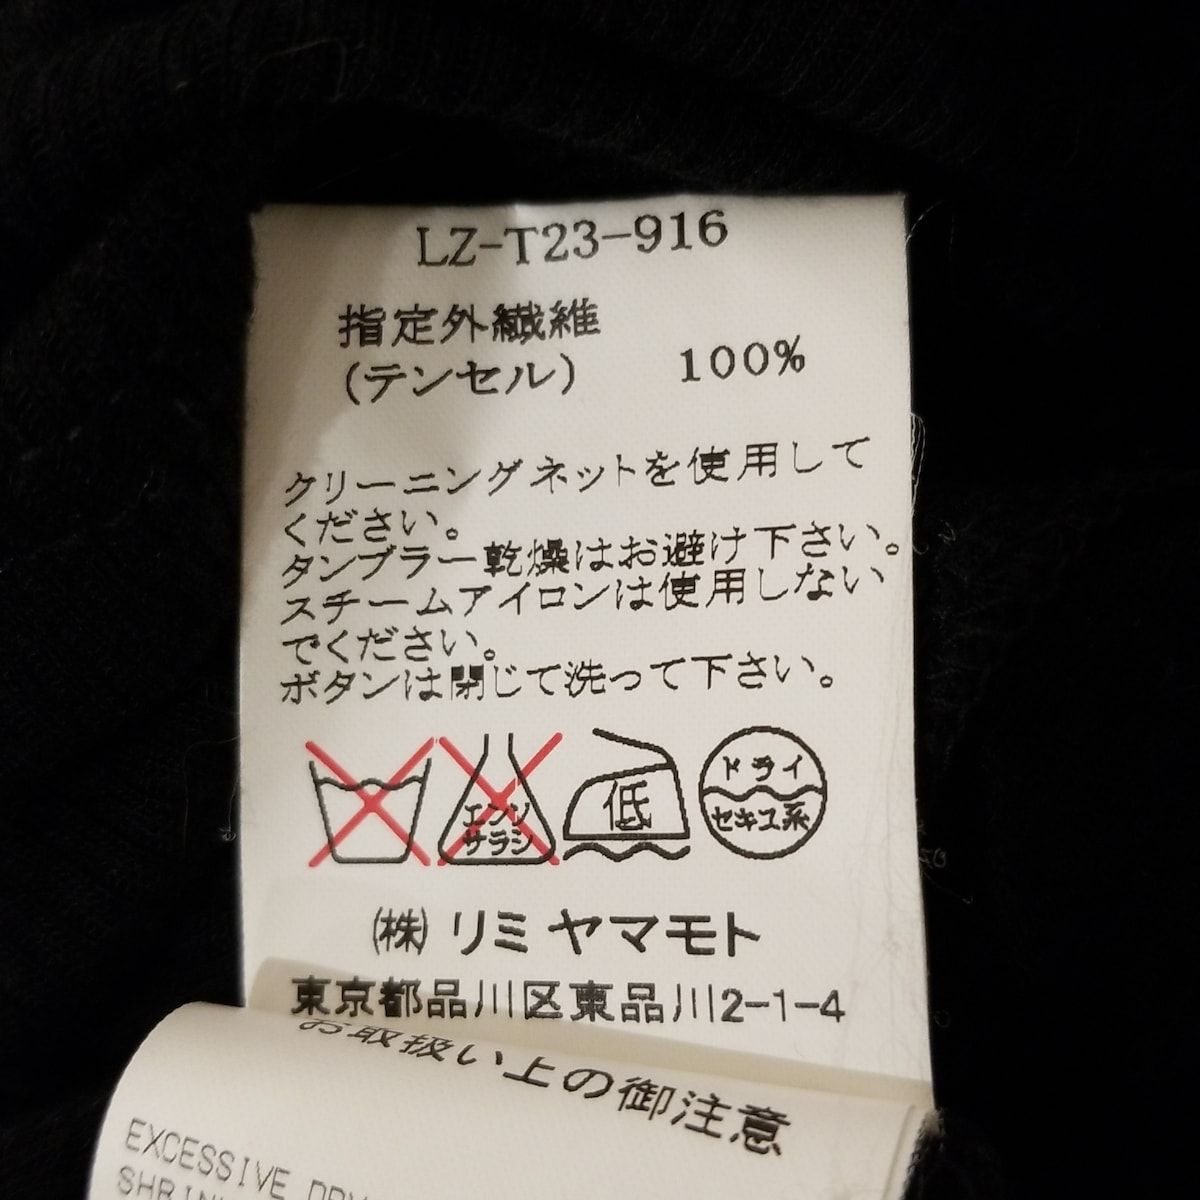 LZ-T23-916
指定外繊維
(テンセル) 100%
クリーニングネットを使用して
ください。
タンブラー乾燥はお避け下さい。
スチームアイロンは使用しない
でください。
ボタンは閉じて洗って下さい。
エンソ
サラシ
低
ドライ
セキユ系
㈱ リミ ヤマモト
東京都品川区東品川2-1-4
お取扱い上の御注意
EXCESSIVE